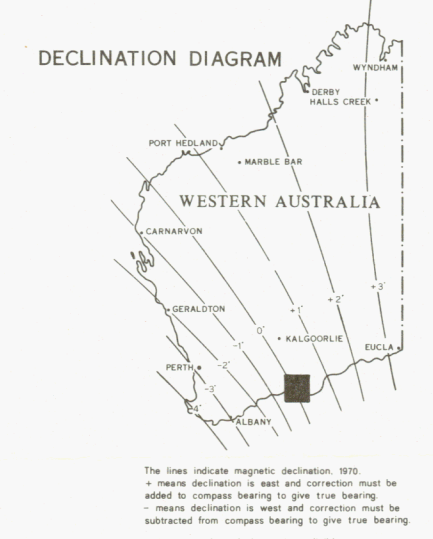 DECLINATION DIAGRAM
WYNDHAM
DERBY
HALLS CREEK
PORT HEDLAND
MARBLE BAR
WESTERN AUSTRALIA
CARNARVON
+3°
+2°
GERALDTON
+1°
0°
KALGOORLIE
-1°
EUCLA
-2°
PERTH
-3°
-4°
ALBANY
The lines indicate magnetic declination, 1970.
+ means declination is east and correction must be
added to compass bearing to give true bearing.
- means declination is west and correction must be
subtracted from compass bearing to give true bearing.